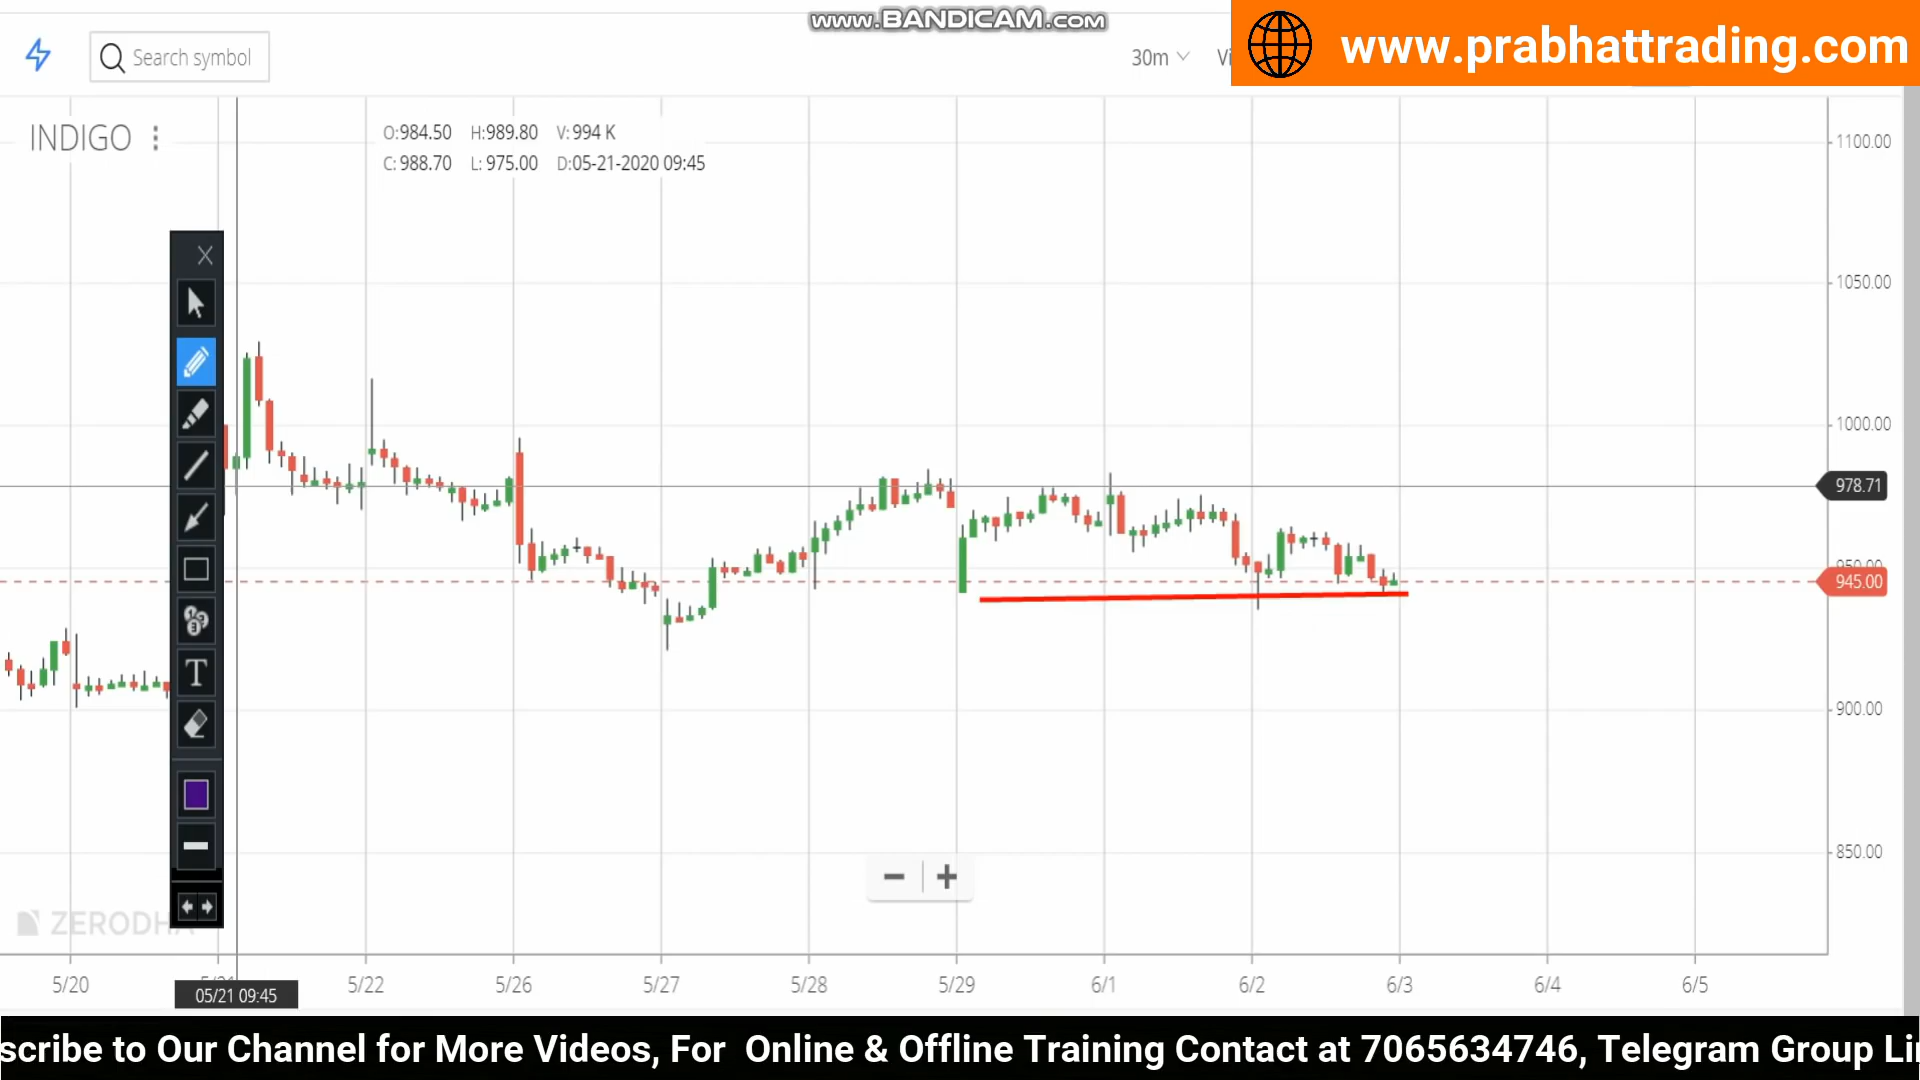 www.BANDICAM.com
www.prabhattrading.com
Search symbol
30m
INDIGO
O:984.50 H:989.80 V:994 K
C:988.70 L:975.00 D:05-21-2020 09:45
1100.00
1050.00
1000.00
978.71
950.00
945.00
900.00
850.00
T
ZERODHA
5/20 5/21 5/22 5/26 5/27 5/28 5/29 6/1 6/2 6/3 6/4 6/5
05/21 09:45
scribe to Our Channel for More Videos, For Online & Offline Training Contact at 7065634746, Telegram Group Li